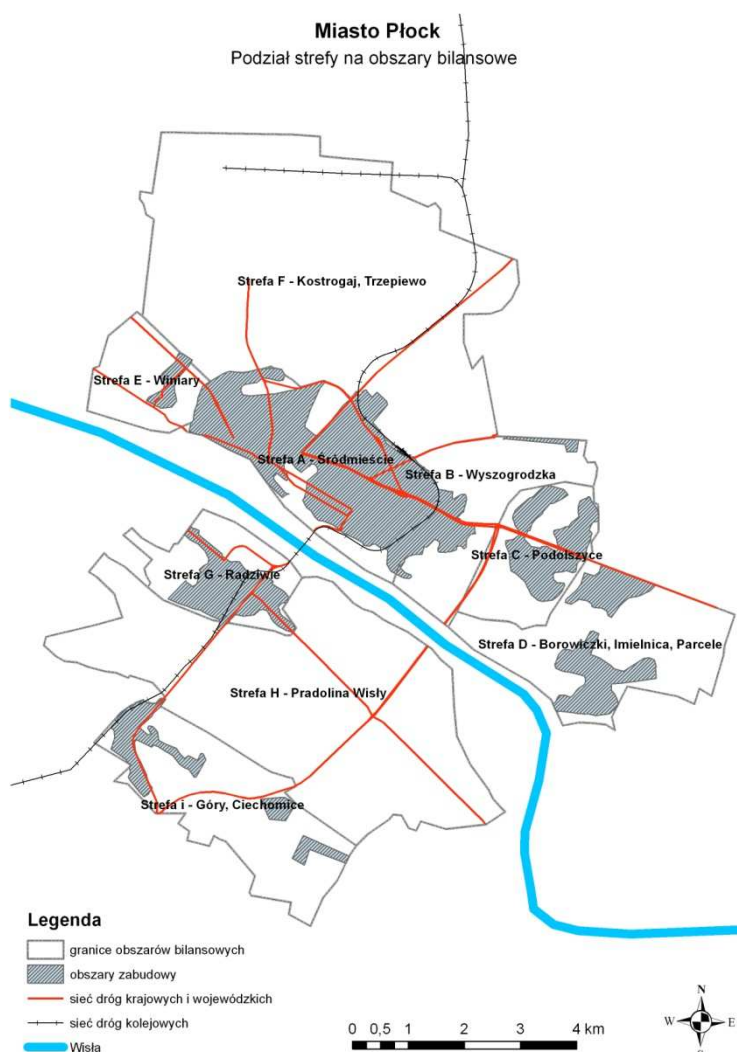 Miasto Płock
Podział strefy na obszary bilansowe
Strefa F - Kostrogaj, Trzepiewo
Strefa E - Winiary
Strefa A - Śródmieście
Strefa B - Wyszogrodzka
Strefa C - Podolszyce
Strefa G - Radziwie
Strefa D - Borowiczki, Imielnica, Parcele
Strefa H - Pradolina Wisły
Strefa i - Góry, Ciechomice
Legenda
granice obszarów bilansowych
obszary zabudowy
sieć dróg krajowych i wojewódzkich
sieć dróg kolejowych
Wisła
0 0,5 1 2 3 4 km
N
W E
S